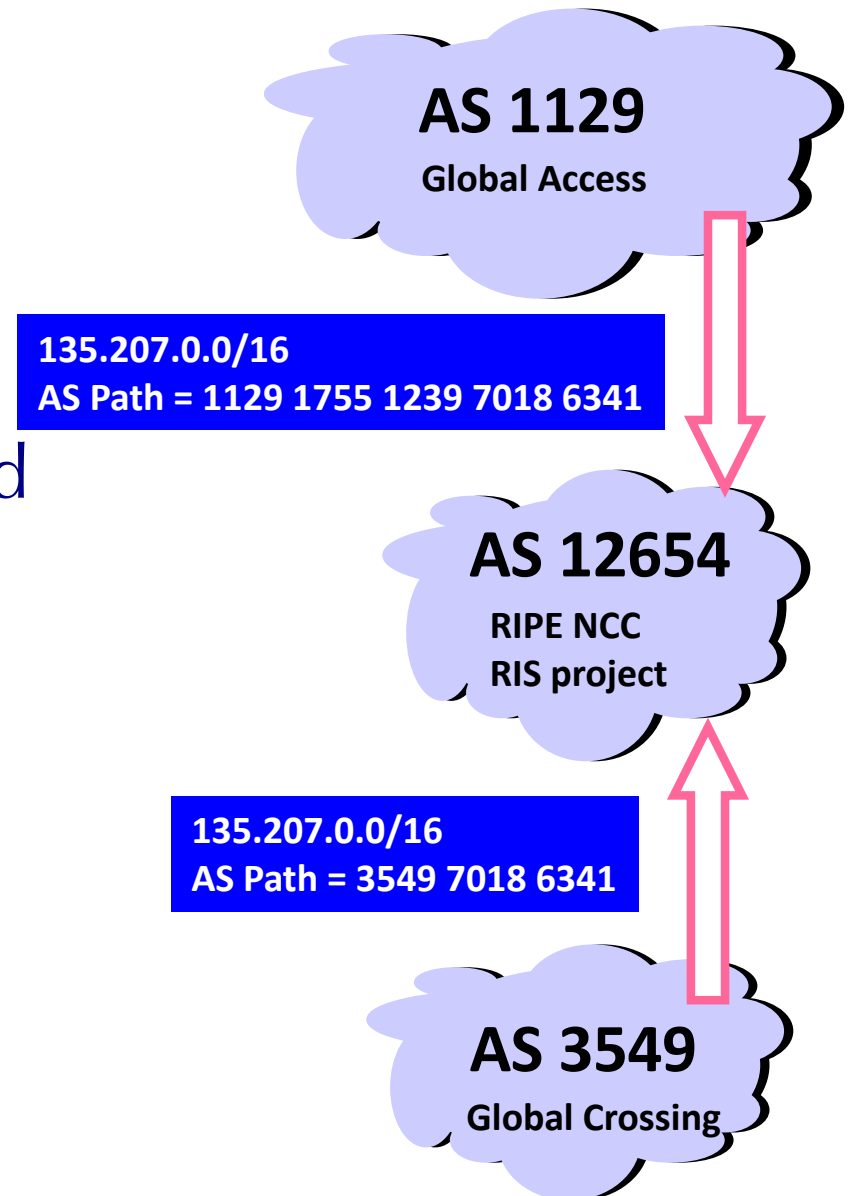 AS 1129
Global Access
135.207.0.0/16
AS Path = 1129 1755 1239 7018 6341
d
AS 12654
RIPE NCC
RIS project
135.207.0.0/16
AS Path = 3549 7018 6341
AS 3549
Global Crossing